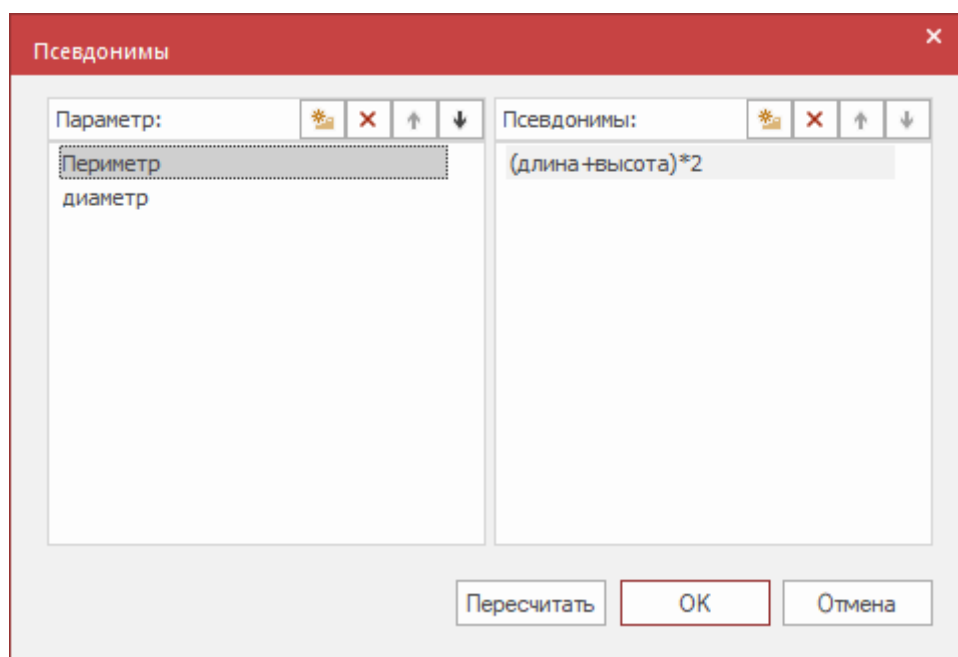 Псевдонимы
Параметр:
Периметр
диаметр
Псевдонимы:
(длина+высота)*2
Пересчитать
OK
Отмена